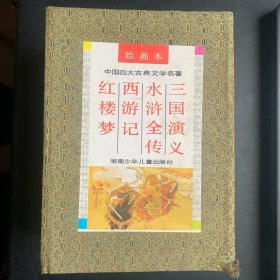 绘画本
中国四大古典文学名著
三国演义
水浒全传
西游记
红楼梦
湖南少年儿童出版社